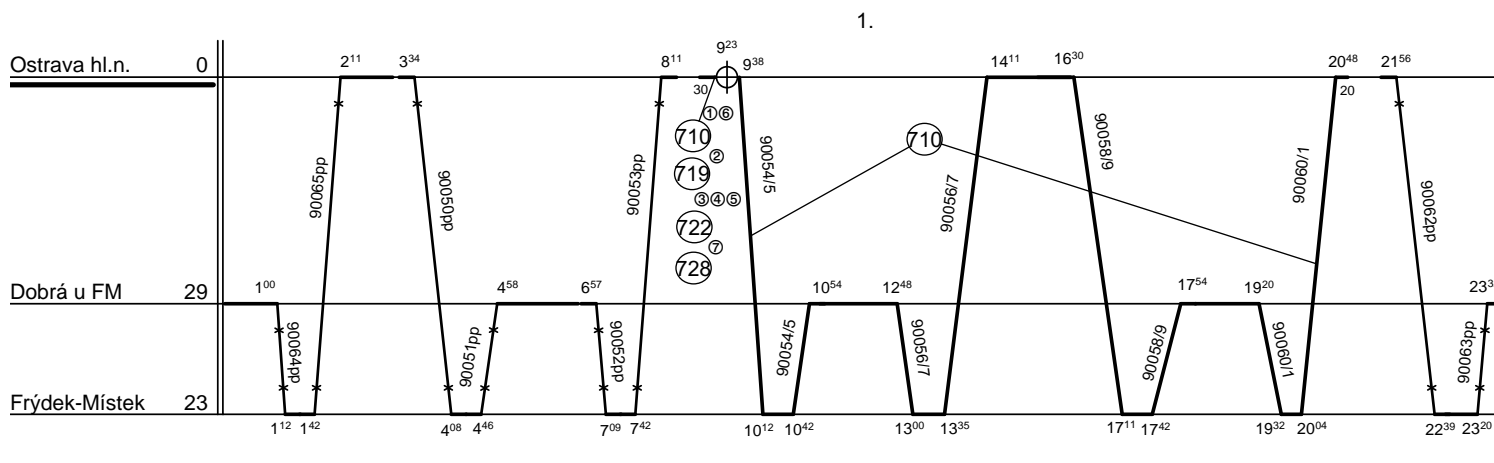 1.
Ostrava hl.n. 0
2¹¹ 3³⁴ 8¹¹ 9²³ 9³⁸ 14¹¹ 16³⁰ 20⁴⁸ 21⁵⁶
30 20
①⑥
710
②
719
③④⑤
722
⑦
728
710
90065pp 90050pp 90053pp 90054/5 90056/7 90058/9 90060/1 90062pp
Dobrá u FM 29
1⁰⁰ 4⁵⁸ 6⁵⁷ 10⁵⁴ 12⁴⁸ 17⁵⁴ 19²⁰
90064pp 90051pp 90052pp 90054/5 90056/7 90058/9 90060/1 90063pp
Frýdek-Místek 23
1¹² 1⁴² 4⁰⁸ 4⁴⁶ 7⁰⁹ 7⁴² 10¹² 10⁴² 13⁰⁰ 13³⁵ 17¹¹ 17⁴² 19³² 20⁰⁴ 22³⁹ 23²⁰